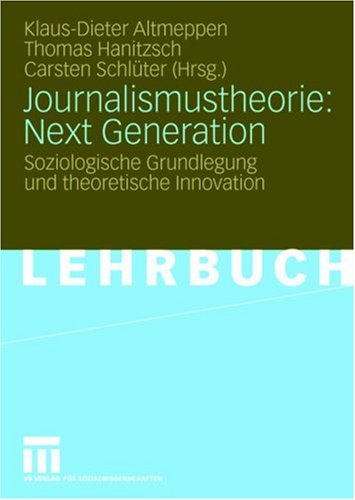 Klaus-Dieter Altmeppen
Thomas Hanitzsch
Carsten Schlüter (Hrsg.)
Journalismustheorie:
Next Generation
Soziologische Grundlegung
und theoretische Innovation
LEHRBUCH
VS VERLAG FÜR SOZIALWISSENSCHAFTEN